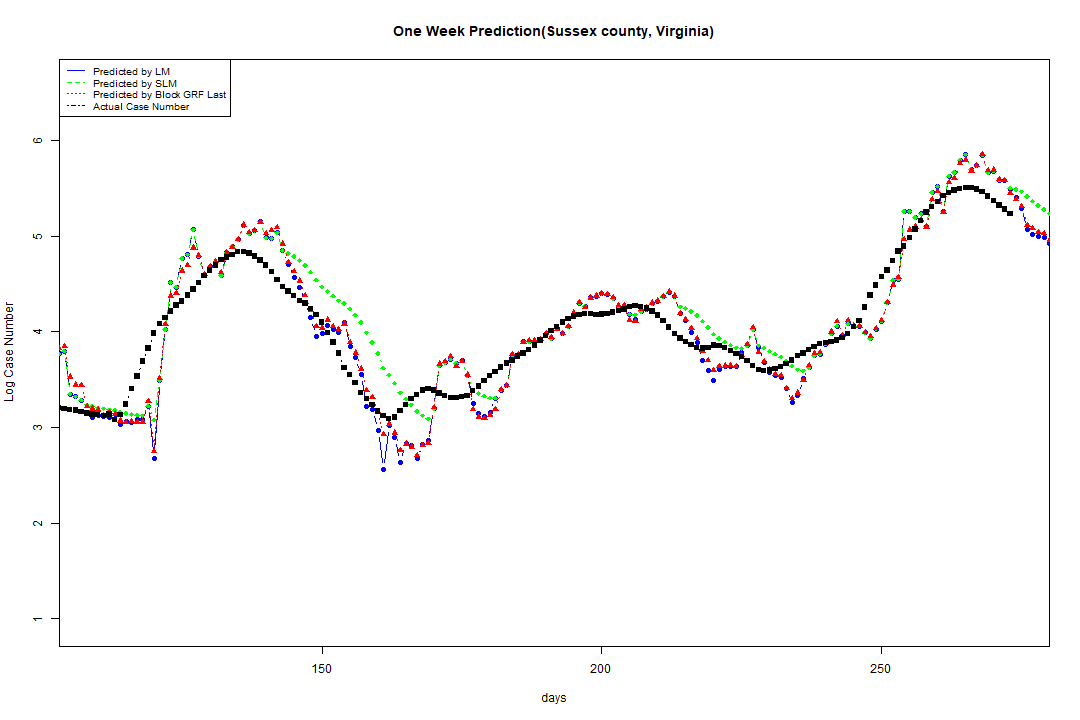 One Week Prediction(Sussex county, Virginia)
Predicted by LM
Predicted by SLM
Predicted by Block GRF Last
Actual Case Number
6
5
4
3
2
1
Log Case Number
150
200
250
days